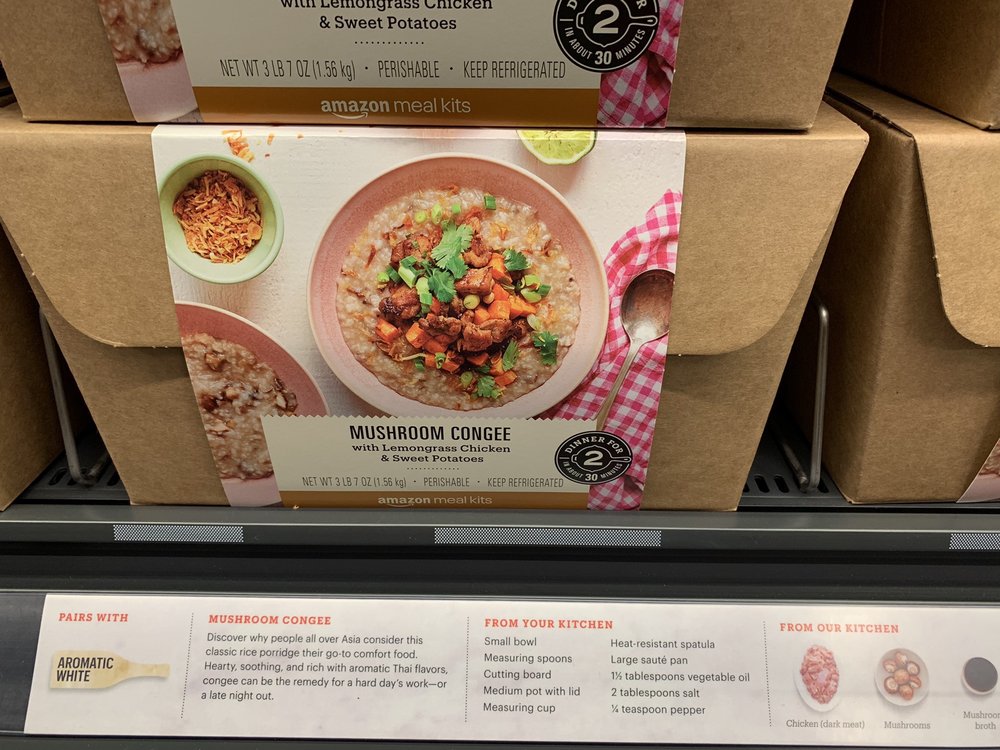 with Lemongrass Chicken
& Sweet Potatoes
NET WT 3 LB 7 OZ (1.56 kg) • PERISHABLE • KEEP REFRIGERATED
2
IN ABOUT 30 MINUTES
amazon meal kits
MUSHROOM CONGEE
with Lemongrass Chicken
& Sweet Potatoes
NET WT 3 LB 7 OZ (1.56 kg) • PERISHABLE • KEEP REFRIGERATED
DINNER FOR
2
IN ABOUT 30 MINUTES
amazon meal kits
PAIRS WITH
AROMATIC
WHITE
MUSHROOM CONGEE
Discover why people all over Asia consider this
classic rice porridge their go-to comfort food.
Hearty, soothing, and rich with aromatic Thai flavors,
congee can be the remedy for a hard day's work—or
a late night out.
FROM YOUR KITCHEN
Small bowl
Measuring spoons
Cutting board
Medium pot with lid
Measuring cup
Heat-resistant spatula
Large sauté pan
1½ tablespoons vegetable oil
2 tablespoons salt
¼ teaspoon pepper
FROM OUR KITCHEN
Chicken (dark meat)
Mushrooms
Mushroom
broth